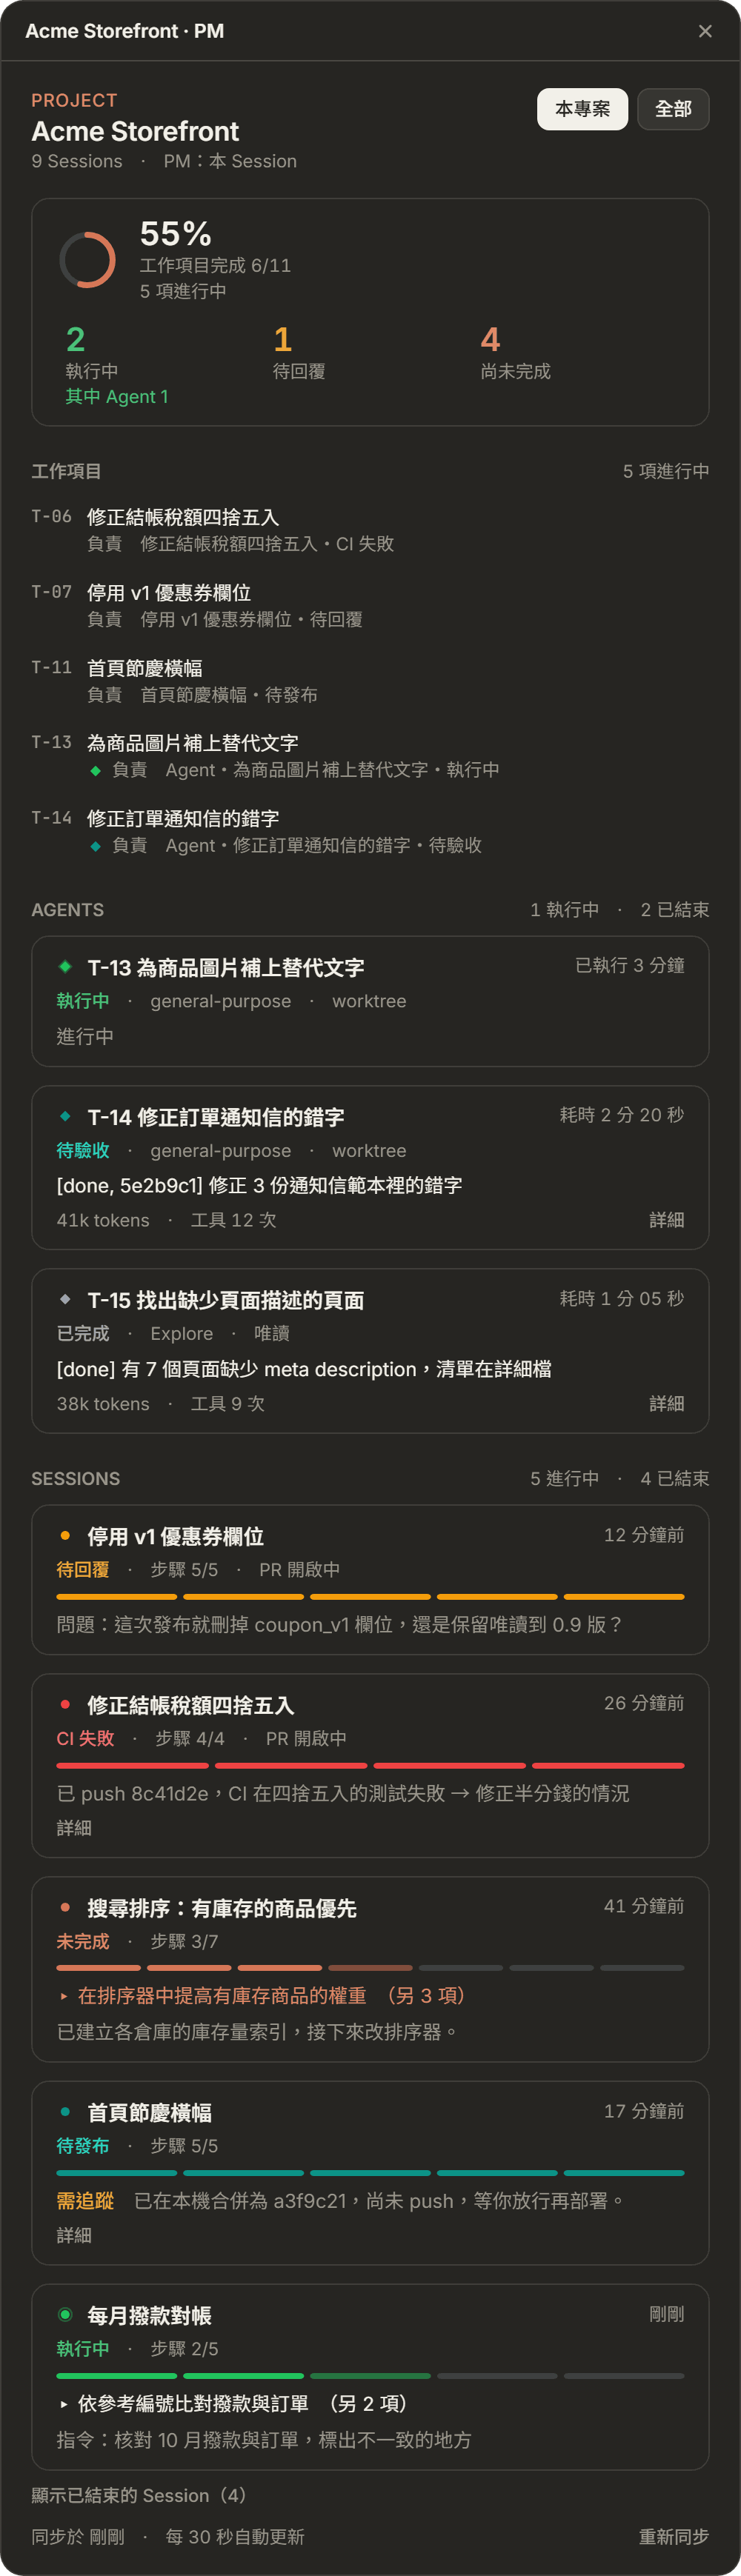 Acme Storefront · PM
PROJECT
Acme Storefront
9 Sessions · PM：本 Session
本專案
全部
55%
工作項目完成 6/11
5 項進行中
2
執行中
其中 Agent 1
1
待回覆
4
尚未完成
工作項目
5 項進行中
T-06 修正結帳稅額四捨五入
負責 修正結帳稅額四捨五入・CI 失敗
T-07 停用 v1 優惠券欄位
負責 停用 v1 優惠券欄位・待回覆
T-11 首頁節慶橫幅
負責 首頁節慶橫幅・待發布
T-13 為商品圖片補上替代文字
負責 Agent・為商品圖片補上替代文字・執行中
T-14 修正訂單通知信的錯字
負責 Agent・修正訂單通知信的錯字・待驗收
AGENTS
1 執行中 · 2 已結束
T-13 為商品圖片補上替代文字
已執行 3 分鐘
執行中 · general-purpose · worktree
進行中
T-14 修正訂單通知信的錯字
耗時 2 分 20 秒
待驗收 · general-purpose · worktree
[done, 5e2b9c1] 修正 3 份通知信範本裡的錯字
41k tokens · 工具 12 次
詳細
T-15 找出缺少頁面描述的頁面
耗時 1 分 05 秒
已完成 · Explore · 唯讀
[done] 有 7 個頁面缺少 meta description，清單在詳細檔
38k tokens · 工具 9 次
詳細
SESSIONS
5 進行中 · 4 已結束
停用 v1 優惠券欄位
12 分鐘前
待回覆 · 步驟 5/5 · PR 開啟中
問題：這次發布就刪掉 coupon_v1 欄位，還是保留唯讀到 0.9 版？
修正結帳稅額四捨五入
26 分鐘前
CI 失敗 · 步驟 4/4 · PR 開啟中
已 push 8c41d2e，CI 在四捨五入的測試失敗 → 修正半分錢的情況
詳細
搜尋排序：有庫存的商品優先
41 分鐘前
未完成 · 步驟 3/7
▸ 在排序器中提高有庫存商品的權重 （另 3 項）
已建立各倉庫的庫存量索引，接下來改排序器。
首頁節慶橫幅
17 分鐘前
待發布 · 步驟 5/5
需追蹤 已在本機合併為 a3f9c21，尚未 push，等你放行再部署。
詳細
每月撥款對帳
剛剛
執行中 · 步驟 2/5
▸ 依參考編號比對撥款與訂單 （另 2 項）
指令：核對 10 月撥款與訂單，標出不一致的地方
顯示已結束的 Session（4）
同步於 剛剛 · 每 30 秒自動更新
重新同步